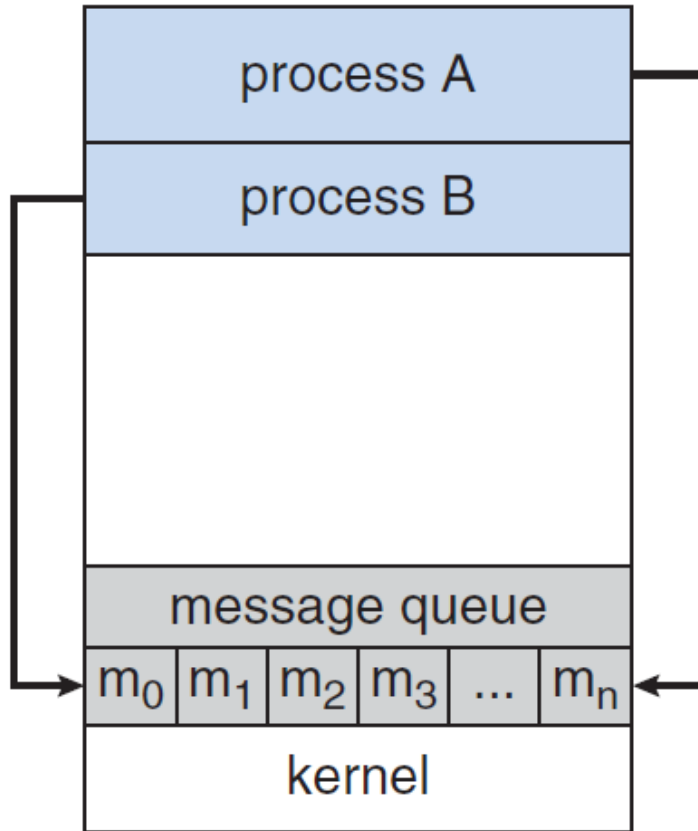 process A
process B
message queue
m₀ m₁ m₂ m₃ ... mₙ
kernel